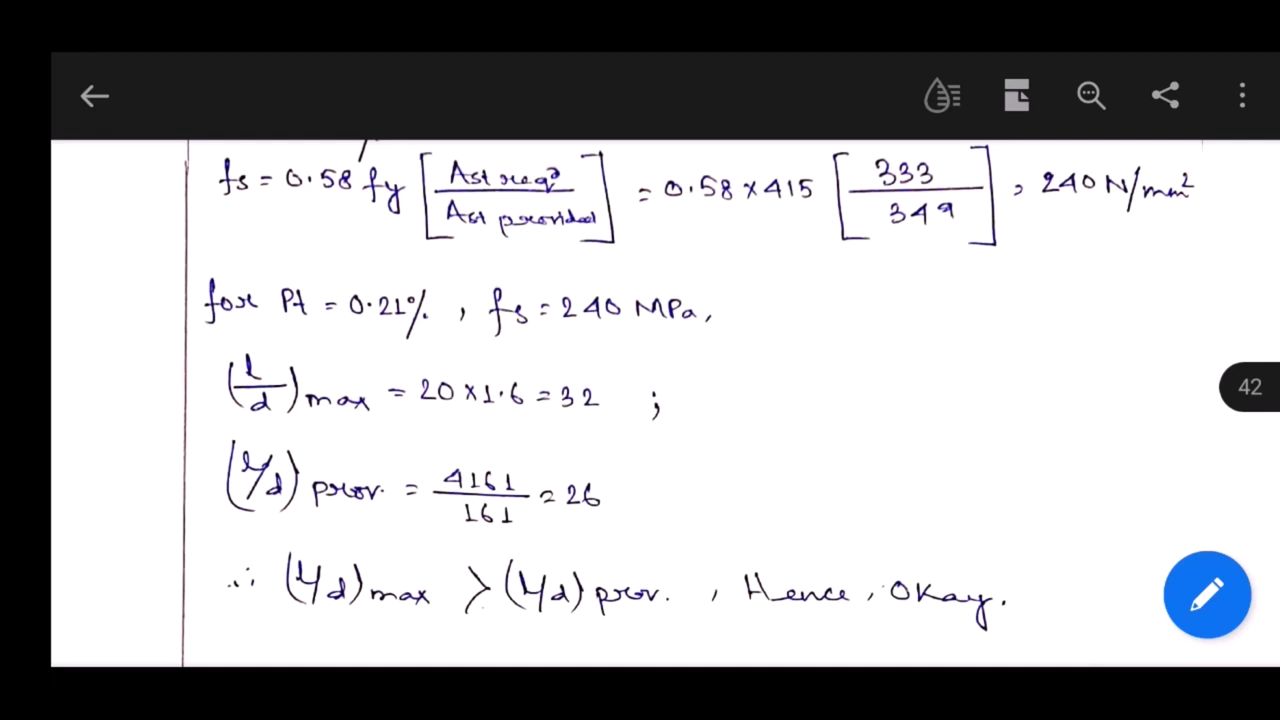 fs = 0.58 fy [Ast reqd / Ast provided] = 0.58 × 415 [333 / 349] = 240 N/mm²
for Pt = 0.21%, fs = 240 MPa,
(l/d)max = 20 × 1.6 = 32 ;
42
(l/d) prov. = 4161 / 161 = 26
∴ (l/d)max > (l/d) prov., Hence, Okay.